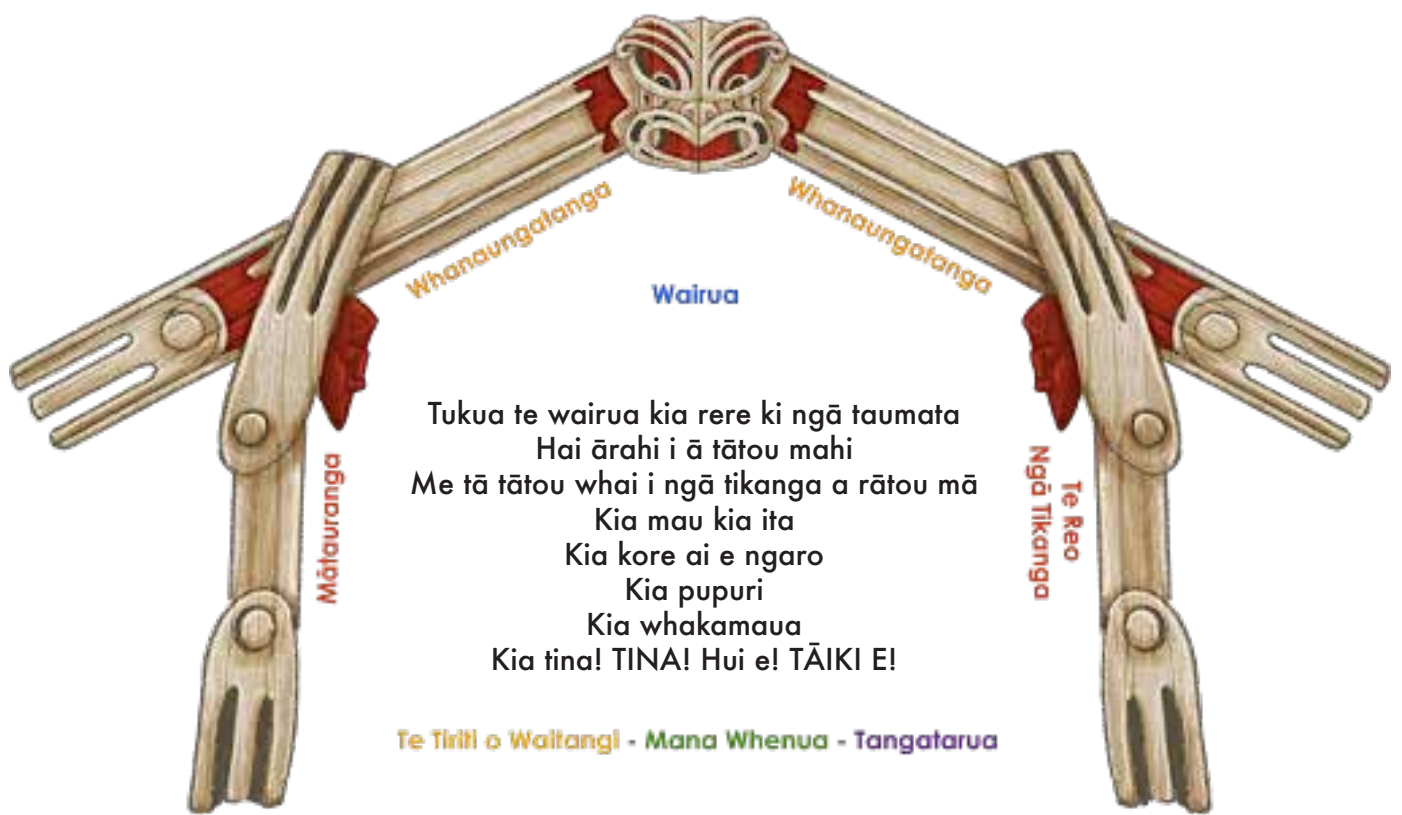 Whanaungatanga
Whanaungatanga
Wairua
Tukua te wairua kia rere ki ngā taumata
Hai ārahi i ā tātou mahi
Me tā tātou whai i ngā tikanga a rātou mā
Kia mau kia ita
Kia kore ai e ngaro
Kia pupuri
Kia whakamaua
Kia tina! TINA! Hui e! TĀIKI E!
Mātauranga
Te Reo
Ngā Tikanga
Te Tiriti o Waitangi - Mana Whenua - Tangatarua